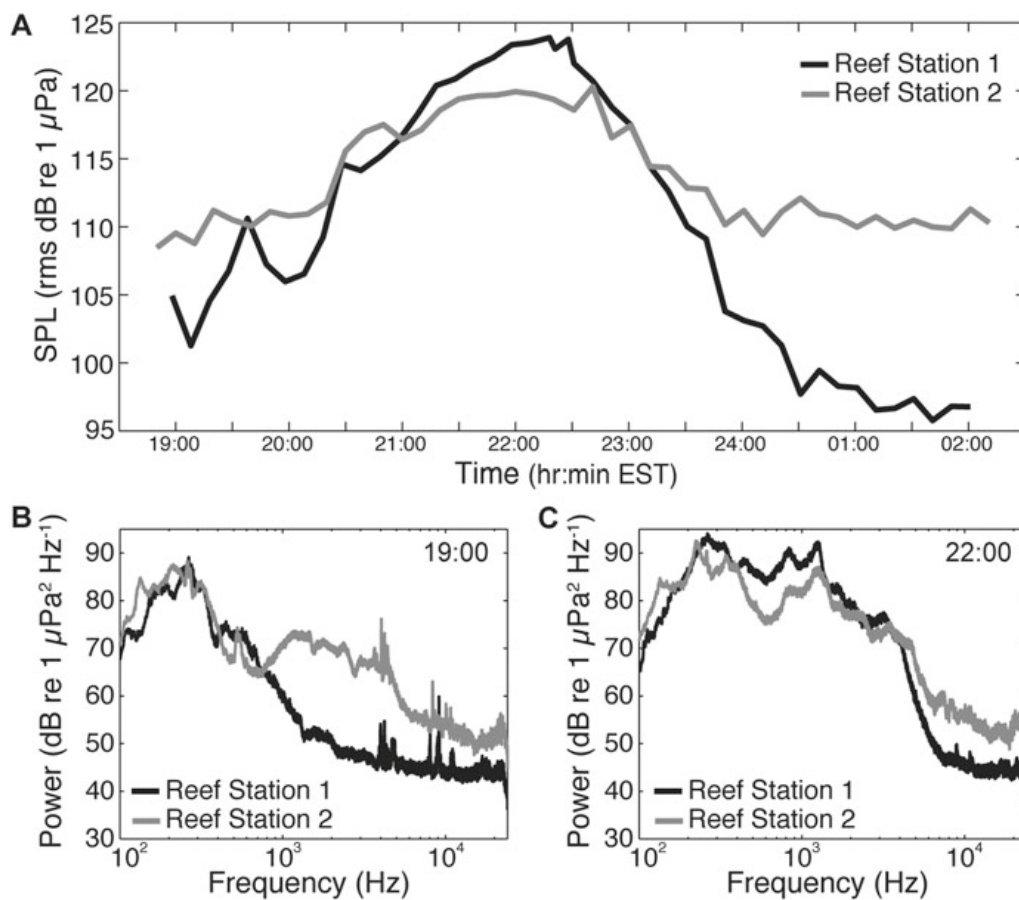 A
SPL (rms dB re 1 µPa)
125
120
115
110
105
100
95
Reef Station 1
Reef Station 2
19:00 20:00 21:00 22:00 23:00 24:00 01:00 02:00
Time (hr:min EST)
B
Power (dB re 1 µPa² Hz⁻¹)
90
80
70
60
50
40
30
19:00
Reef Station 1
Reef Station 2
10² 10³ 10⁴
Frequency (Hz)
C
Power (dB re 1 µPa² Hz⁻¹)
90
80
70
60
50
40
30
22:00
Reef Station 1
Reef Station 2
10² 10³ 10⁴
Frequency (Hz)